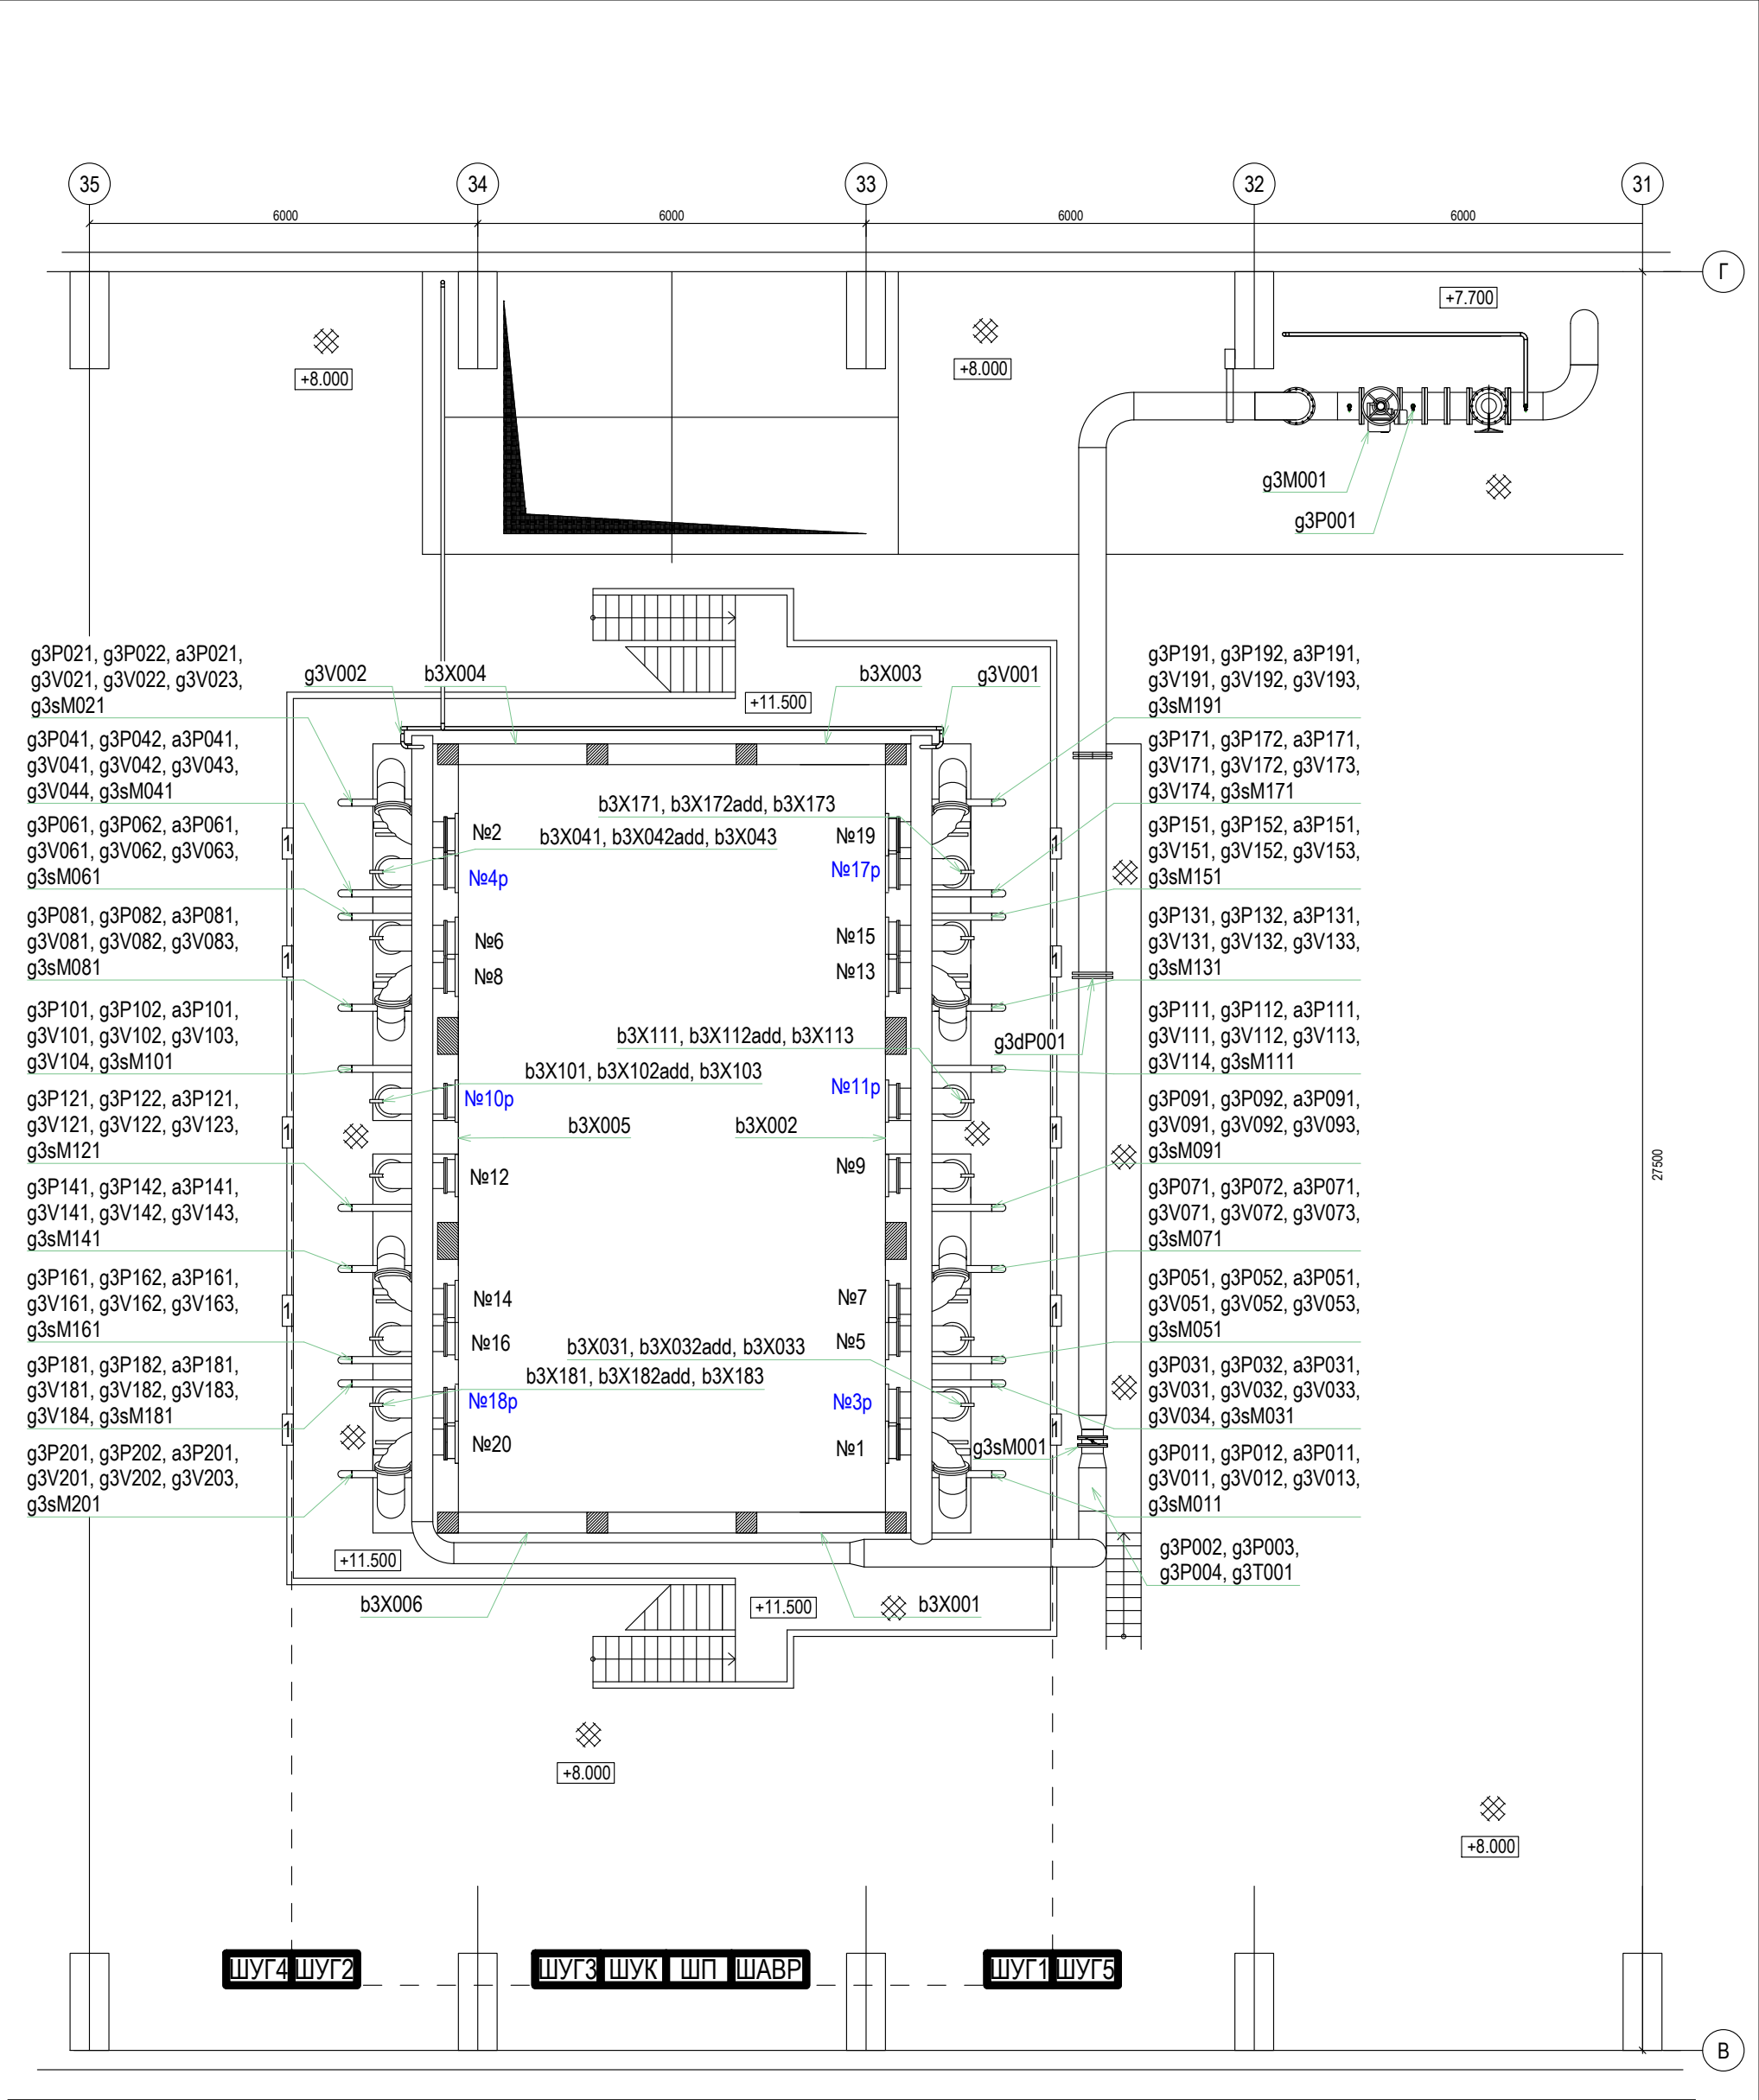 35
34
33
32
31
6000
6000
6000
6000
Г
+7.700
+8.000
+8.000
g3M001
g3P001
g3P021, g3P022, a3P021,
g3V021, g3V022, g3V023,
g3sM021
g3V002
b3X004
b3X003
g3V001
+11.500
g3P191, g3P192, a3P191,
g3V191, g3V192, g3V193,
g3sM191
g3P041, g3P042, a3P041,
g3V041, g3V042, g3V043,
g3V044, g3sM041
g3P171, g3P172, a3P171,
g3V171, g3V172, g3V173,
g3V174, g3sM171
b3X171, b3X172add, b3X173
№2
№19
b3X041, b3X042add, b3X043
№4р
№17р
g3P061, g3P062, a3P061,
g3V061, g3V062, g3V063,
g3sM061
1
1
g3P151, g3P152, a3P151,
g3V151, g3V152, g3V153,
g3sM151
g3P081, g3P082, a3P081,
g3V081, g3V082, g3V083,
g3sM081
№6
№15
№8
№13
1
1
g3P131, g3P132, a3P131,
g3V131, g3V132, g3V133,
g3sM131
g3P101, g3P102, a3P101,
g3V101, g3V102, g3V103,
g3V104, g3sM101
b3X111, b3X112add, b3X113
g3dP001
g3P111, g3P112, a3P111,
g3V111, g3V112, g3V113,
g3V114, g3sM111
b3X101, b3X102add, b3X103
№10р
№11р
g3P121, g3P122, a3P121,
g3V121, g3V122, g3V123,
g3sM121
1
b3X005
b3X002
1
g3P091, g3P092, a3P091,
g3V091, g3V092, g3V093,
g3sM091
27500
№12
№9
g3P141, g3P142, a3P141,
g3V141, g3V142, g3V143,
g3sM141
g3P071, g3P072, a3P071,
g3V071, g3V072, g3V073,
g3sM071
g3P161, g3P162, a3P161,
g3V161, g3V162, g3V163,
g3sM161
1
№14
№7
1
№16
№5
g3P051, g3P052, a3P051,
g3V051, g3V052, g3V053,
g3sM051
b3X031, b3X032add, b3X033
b3X181, b3X182add, b3X183
g3P181, g3P182, a3P181,
g3V181, g3V182, g3V183,
g3V184, g3sM181
1
№18р
№3р
1
g3P031, g3P032, a3P031,
g3V031, g3V032, g3V033,
g3V034, g3sM031
№20
№1
g3sM001
g3P201, g3P202, a3P201,
g3V201, g3V202, g3V203,
g3sM201
g3P011, g3P012, a3P011,
g3V011, g3V012, g3V013,
g3sM011
+11.500
g3P002, g3P003,
g3P004, g3T001
b3X006
+11.500
b3X001
+8.000
+8.000
ШУГ4 ШУГ2
ШУГ3 ШУК ШП ШАВР
ШУГ1 ШУГ5
В